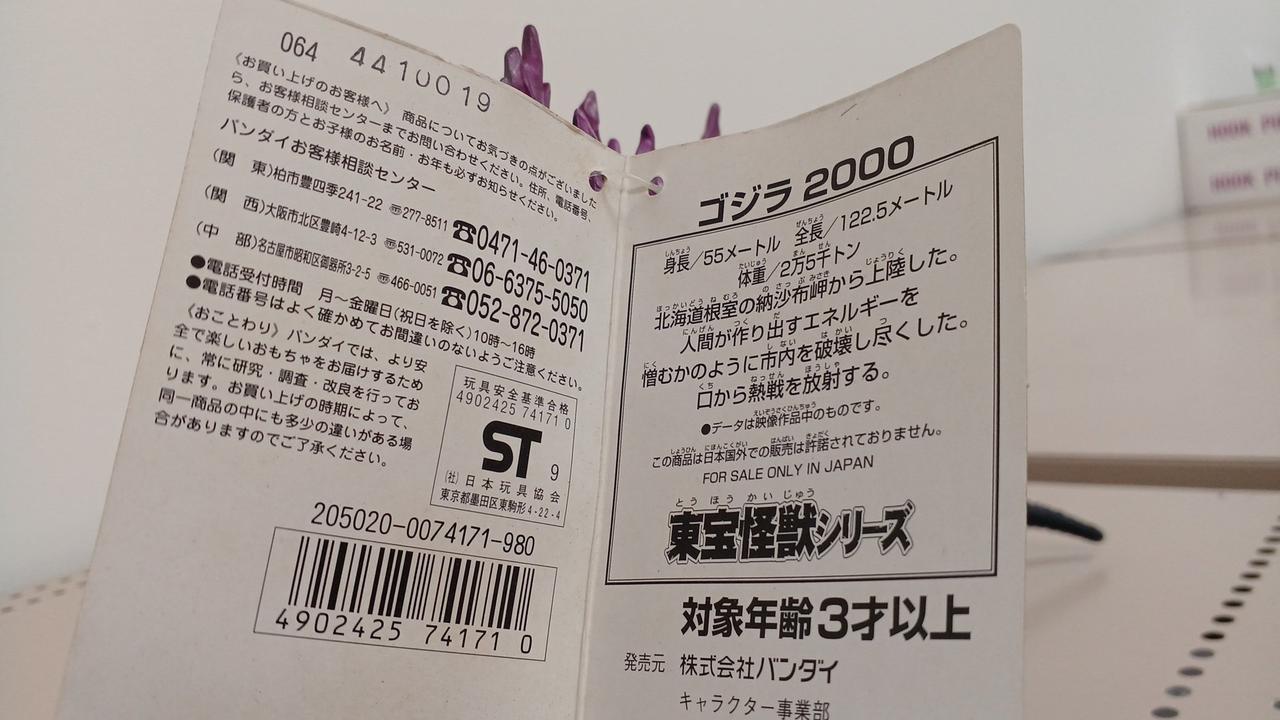 064 4410019
〈お買い上げのお客様へ〉 商品についてお気づきの点がございました
ら、お客様相談センターまでお問い合わせください。住所、電話番号、
保護者の方とお子様のお名前・お年も必ずお知らせください。
バンダイお客様相談センター
(関 東)柏市豊四季241-22 〠277-8511 ☎0471-46-0371
(関 西)大阪市北区豊崎4-12-3 〠531-0072 ☎06-6375-5050
(中 部)名古屋市昭和区御器所3-2-5 〠466-0051 ☎052-872-0371
●電話受付時間 月～金曜日(祝日を除く)10時～16時
●電話番号はよく確かめてお間違いのないようご注意ください。
〈おことわり〉バンダイでは、より安
全で楽しいおもちゃをお届けするため
に、常に研究・調査・改良を行ってお
ります。お買い上げの時期によって、
同一商品の中にも多少の違いがある場
合がありますのでご了承ください。
玩具安全基準合格
4902425 74171 0
ST 9
(社)日本玩具協会
東京都墨田区東駒形4-22-4
205020-0074171-980
4902425 74171 0
ゴジラ 2000
身長/55メートル 全長/122.5メートル
体重/2万5千トン
北海道根室の納沙布岬から上陸した。
人間が作り出すエネルギーを
憎むかのように市内を破壊し尽くした。
口から熱戦を放射する。
●データは映像作品中のものです。
この商品は日本国外での販売は許諾されておりません。
FOR SALE ONLY IN JAPAN
とうほうかいじゅう
東宝怪獣シリーズ
対象年齢3才以上
発売元 株式会社バンダイ
キャラクター事業部